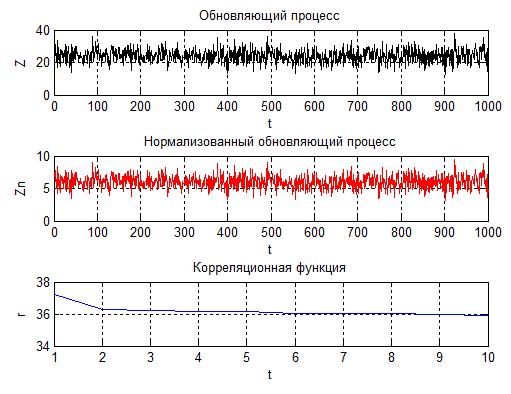 Обновляющий процесс
40
20
0
Z
0 100 200 300 400 500 600 700 800 900 1000
t
Нормализованный обновляющий процесс
10
5
0
Zn
0 100 200 300 400 500 600 700 800 900 1000
t
Корреляционная функция
38
36
34
r
1 2 3 4 5 6 7 8 9 10
t